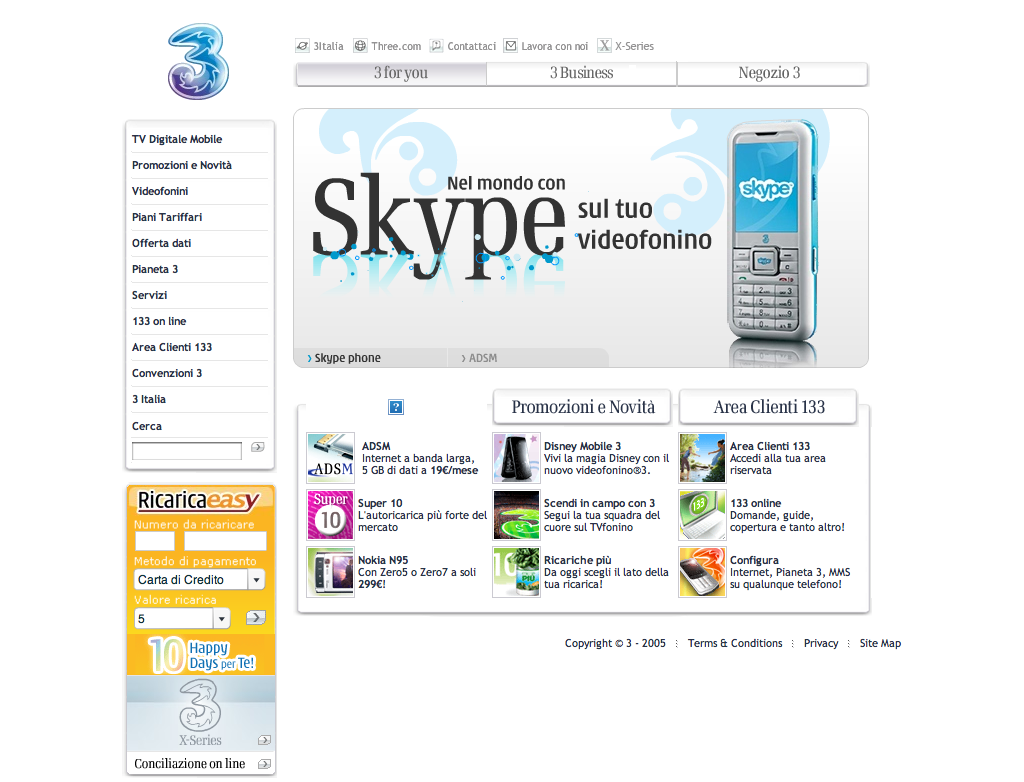 3
3Italia Three.com Contattaci Lavora con noi X-Series
3 for you 3 Business Negozio 3
TV Digitale Mobile
Promozioni e Novità
Videofonini
Piani Tariffari
Offerta dati
Pianeta 3
Servizi
133 on line
Area Clienti 133
Convenzioni 3
3 Italia
Cerca
Nel mondo con
Skype
sul tuo
videofonino
skype
Skype phone ADSM
Ricaricaeasy
Numero da ricaricare
Metodo di pagamento
Carta di Credito
Valore ricarica
5
10 Happy
Days per Te!
3
X-Series
Conciliazione on line
?
Promozioni e Novità
Area Clienti 133
ADSM
ADSM
Internet a banda larga,
5 GB di dati a 19€/mese
Super
10
Super 10
L'autoricarica più forte del
mercato
Nokia N95
Con Zero5 o Zero7 a soli
299€!
Disney Mobile 3
Vivi la magia Disney con il
nuovo videofonino®3.
Scendi in campo con 3
Segui la tua squadra del
cuore sul TVfonino
10
PIÙ
Ricariche più
Da oggi scegli il lato della
tua ricarica!
Area Clienti 133
Accedi alla tua area
riservata
133
133 online
Domande, guide,
copertura e tanto altro!
Configura
Internet, Pianeta 3, MMS
su qualunque telefono!
Copyright © 3 - 2005 Terms & Conditions Privacy Site Map